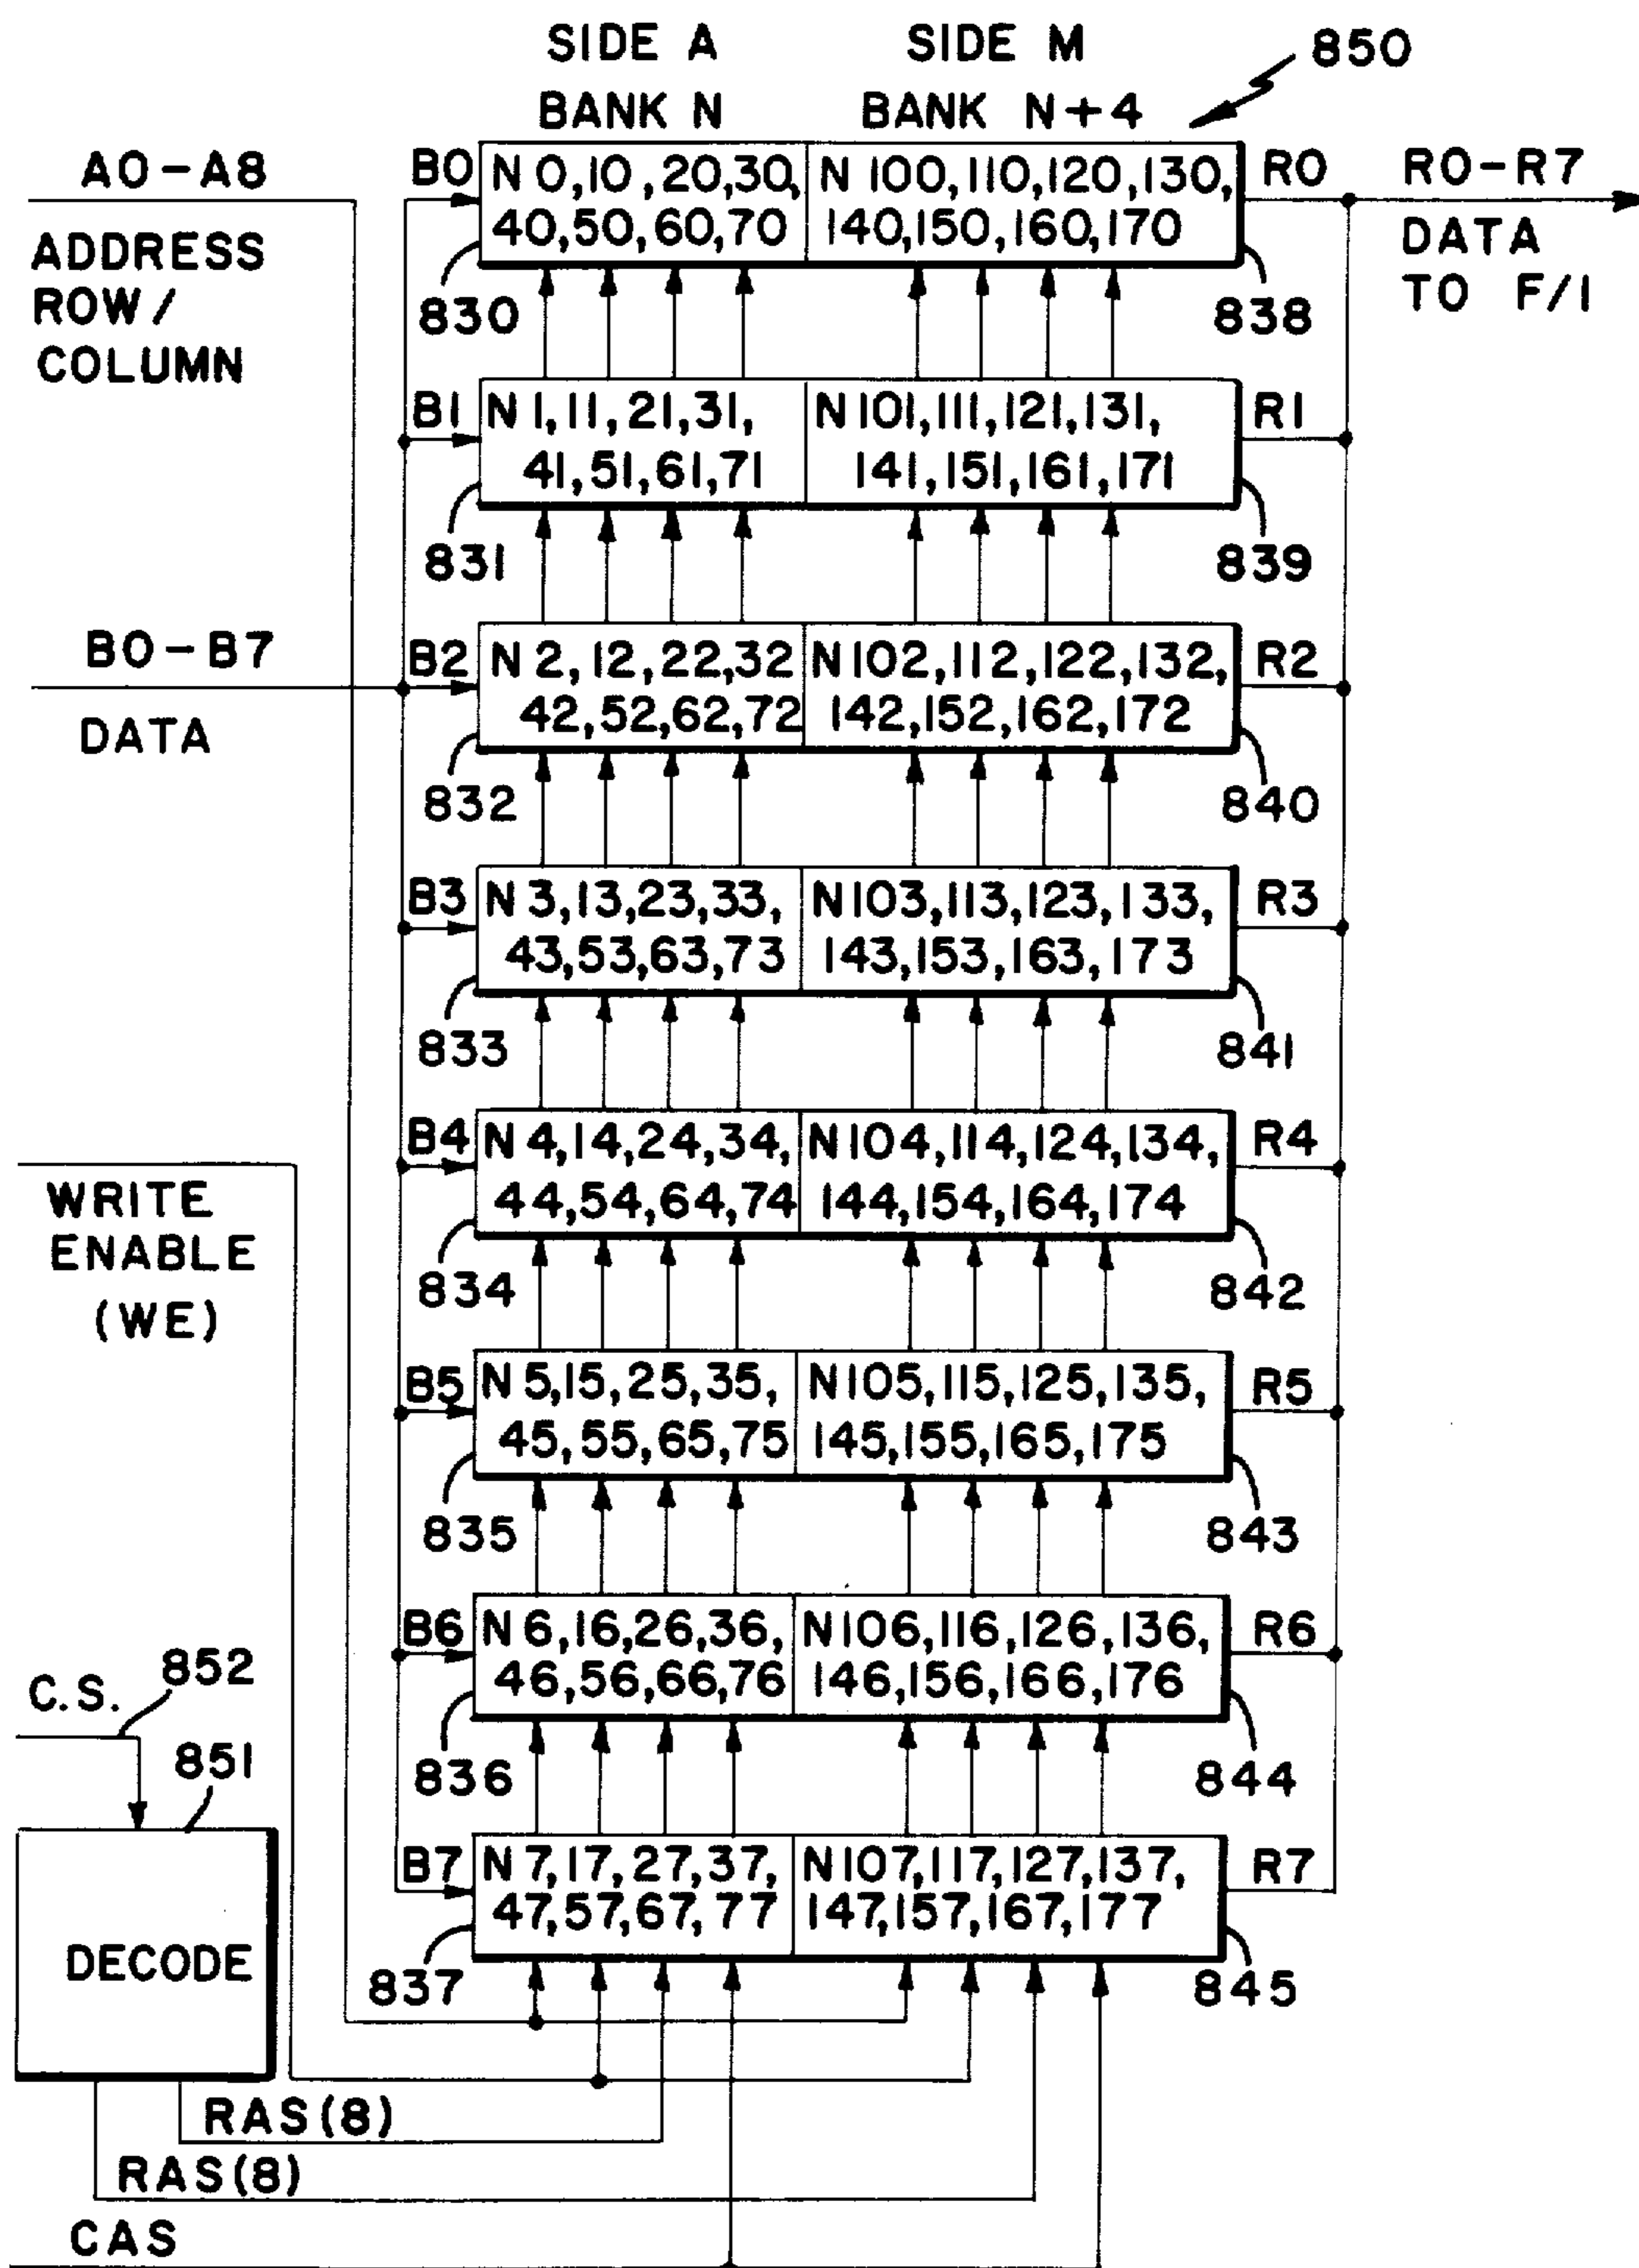 SIDE A
BANK N
SIDE M
BANK N+4
850
A0-A8
ADDRESS
ROW/
COLUMN
B0 N 0,10,20,30,
40,50,60,70
N 100,110,120,130,
140,150,160,170
R0
R0-R7
DATA
TO F/I
830
838
B1 N 1,11,21,31,
41,51,61,71
N101,111,121,131,
141,151,161,171
R1
831
839
B0-B7
DATA
B2 N 2,12,22,32
42,52,62,72
N102,112,122,132,
142,152,162,172
R2
832
840
B3 N 3,13,23,33,
43,53,63,73
N103,113,123,133,
143,153,163,173
R3
833
841
B4 N 4,14,24,34,
44,54,64,74
N104,114,124,134,
144,154,164,174
R4
WRITE
ENABLE
(WE)
834
842
B5 N 5,15,25,35,
45,55,65,75
N105,115,125,135,
145,155,165,175
R5
835
843
B6 N 6,16,26,36,
46,56,66,76
N106,116,126,136,
146,156,166,176
R6
C.S.
852
851
836
844
B7 N 7,17,27,37,
47,57,67,77
N107,117,127,137,
147,157,167,177
R7
DECODE
837
845
RAS(8)
RAS(8)
CAS